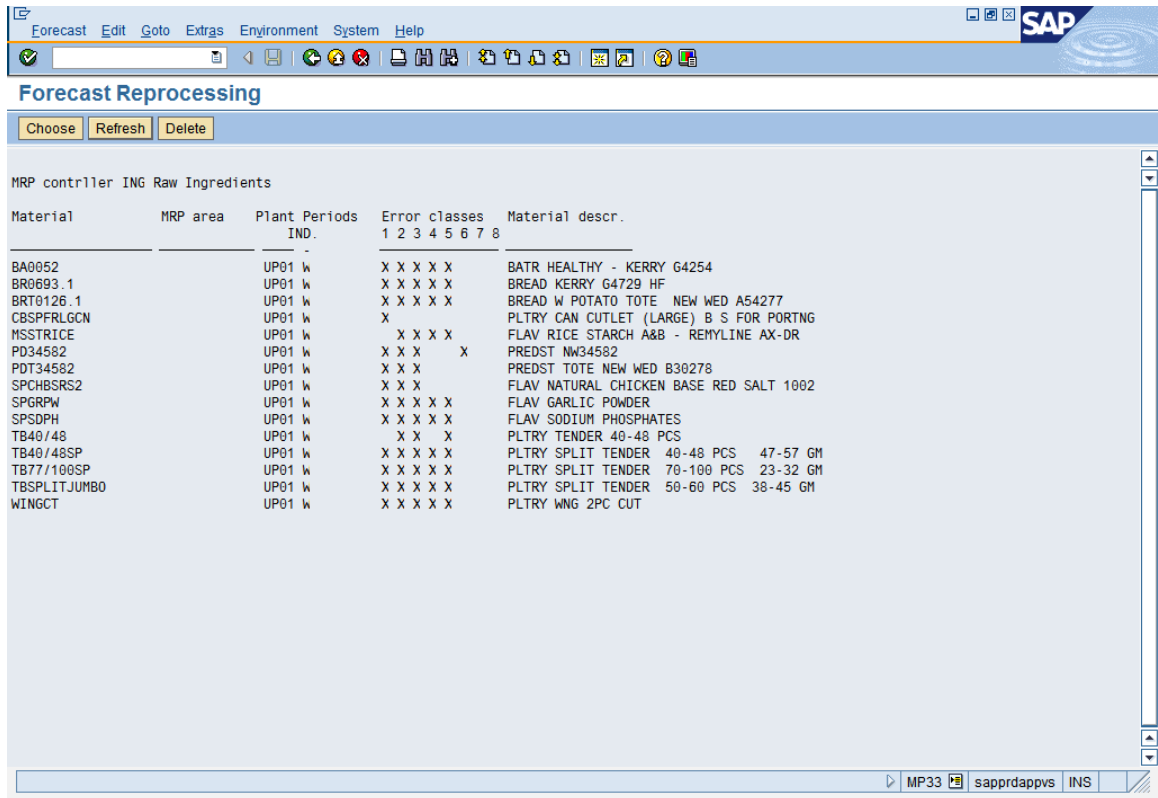 Forecast Edit Goto Extras Environment System Help
SAP
Forecast Reprocessing
Choose Refresh Delete
MRP contrller ING Raw Ingredients
Material MRP area Plant Periods Error classes Material descr.
IND. 1 2 3 4 5 6 7 8
BA0052 UP01 W X X X X X BATR HEALTHY - KERRY G4254
BR0693.1 UP01 W X X X X X BREAD KERRY G4729 HF
BRT0126.1 UP01 W X X X X X BREAD W POTATO TOTE NEW WED A54277
CBSPFRLGCN UP01 W X PLTRY CAN CUTLET (LARGE) B S FOR PORTNG
MSSTRICE UP01 W X X X X FLAV RICE STARCH A&B - REMYLINE AX-DR
PD34582 UP01 W X X X X PREDST NW34582
PDT34582 UP01 W X X X PREDST TOTE NEW WED B30278
SPCHBSRS2 UP01 W X X X FLAV NATURAL CHICKEN BASE RED SALT 1002
SPGRPW UP01 W X X X X X FLAV GARLIC POWDER
SPSDPH UP01 W X X X X X FLAV SODIUM PHOSPHATES
TB40/48 UP01 W X X X PLTRY TENDER 40-48 PCS
TB40/48SP UP01 W X X X X X PLTRY SPLIT TENDER 40-48 PCS 47-57 GM
TB77/100SP UP01 W X X X X X PLTRY SPLIT TENDER 70-100 PCS 23-32 GM
TBSPLITJUMBO UP01 W X X X X X PLTRY SPLIT TENDER 50-60 PCS 38-45 GM
WINGCT UP01 W X X X X X PLTRY WNG 2PC CUT
MP33 sapprdappvs INS